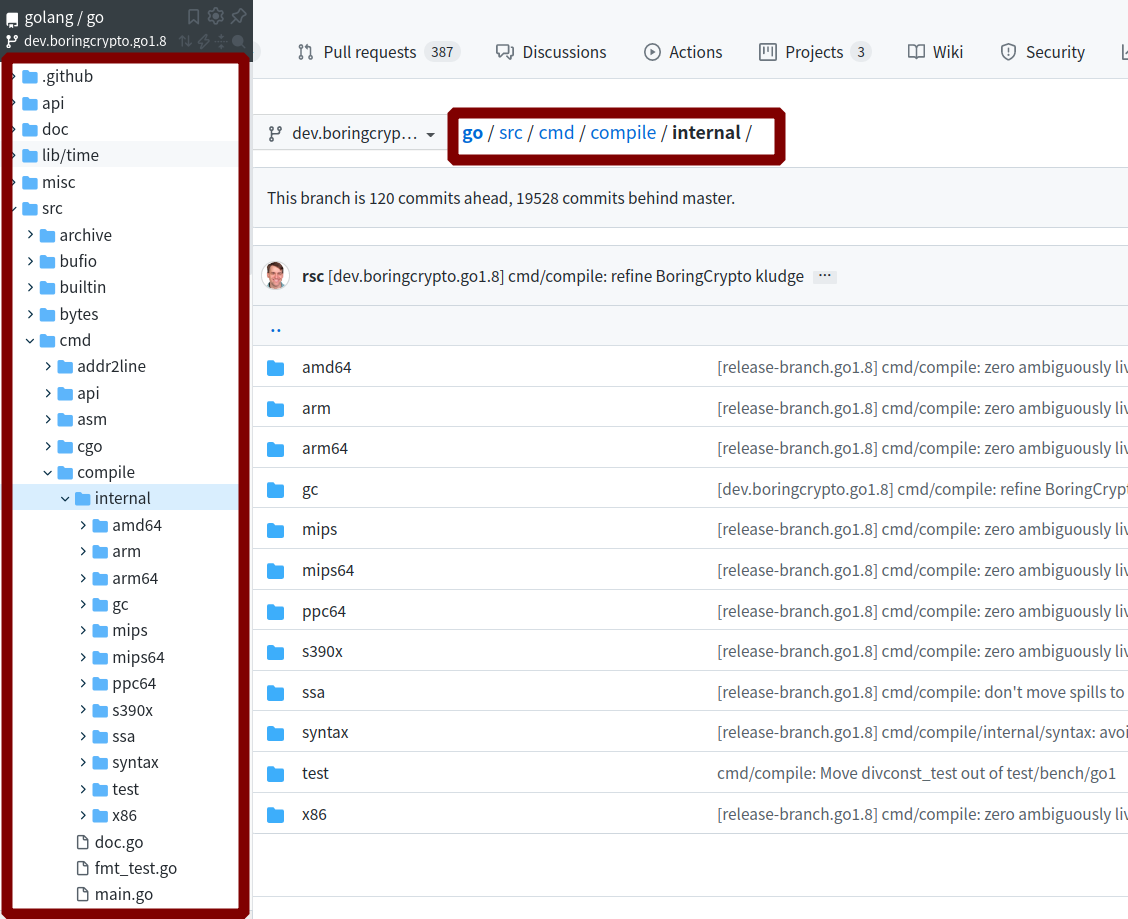 golang / go
dev.boringcrypto.go1.8
.github
api
doc
lib/time
misc
src
archive
bufio
builtin
bytes
cmd
addr2line
api
asm
cgo
compile
internal
amd64
arm
arm64
gc
mips
mips64
ppc64
s390x
ssa
syntax
test
x86
doc.go
fmt_test.go
main.go
Pull requests 387 Discussions Actions Projects 3 Wiki Security
dev.boringcryp… go / src / cmd / compile / internal /
This branch is 120 commits ahead, 19528 commits behind master.
rsc [dev.boringcrypto.go1.8] cmd/compile: refine BoringCrypto kludge ...
..
amd64 [release-branch.go1.8] cmd/compile: zero ambiguously liv
arm [release-branch.go1.8] cmd/compile: zero ambiguously liv
arm64 [release-branch.go1.8] cmd/compile: zero ambiguously liv
gc [dev.boringcrypto.go1.8] cmd/compile: refine BoringCrypt
mips [release-branch.go1.8] cmd/compile: zero ambiguously liv
mips64 [release-branch.go1.8] cmd/compile: zero ambiguously liv
ppc64 [release-branch.go1.8] cmd/compile: zero ambiguously liv
s390x [release-branch.go1.8] cmd/compile: zero ambiguously liv
ssa [release-branch.go1.8] cmd/compile: don't move spills to
syntax [release-branch.go1.8] cmd/compile/internal/syntax: avoi
test cmd/compile: Move divconst_test out of test/bench/go1
x86 [release-branch.go1.8] cmd/compile: zero ambiguously liv